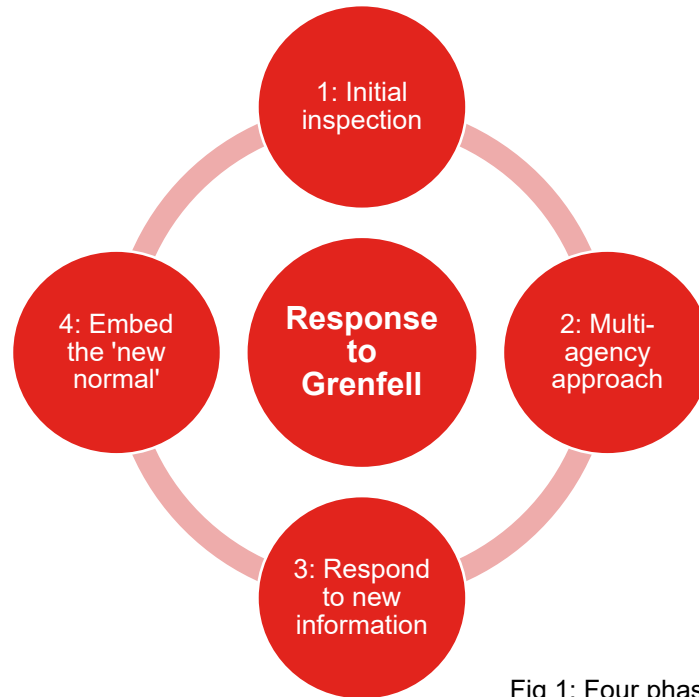 1: Initial
inspection
Response
to
Grenfell
2: Multi-
agency
approach
3: Respond
to new
information
4: Embed
the 'new
normal'
Fig 1: Four phas